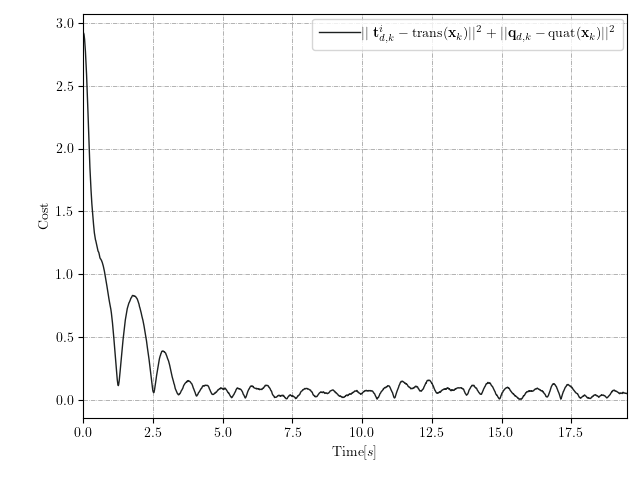 || t^i_{d,k} − trans(x_k)||² + ||q_{d,k} − quat(x_k)||²
3.0
2.5
2.0
1.5
1.0
0.5
0.0
Cost
0.0 2.5 5.0 7.5 10.0 12.5 15.0 17.5
Time[s]